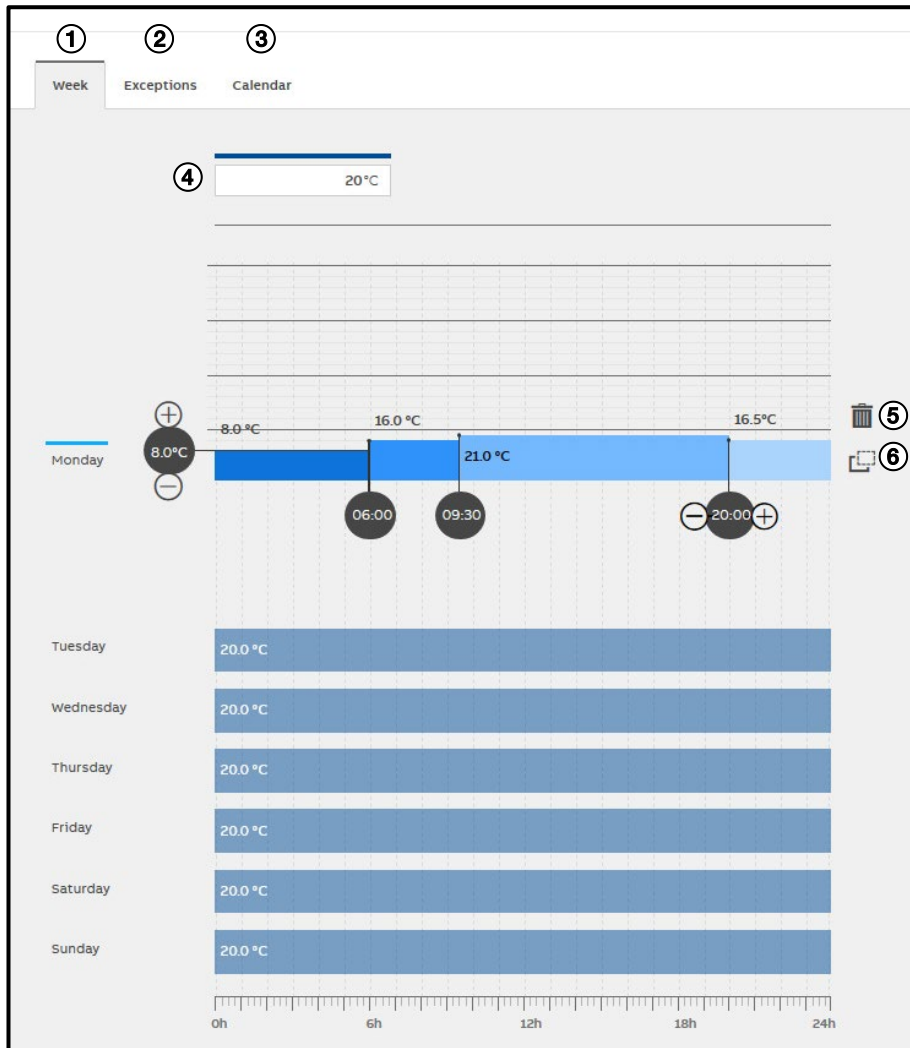 ① ② ③
Week Exceptions Calendar
④ 20°C
8.0 °C 16.0 °C 16.5°C ⑤
Monday 8.0°C 21.0 °C ⑥
06:00 09:30 20:00
Tuesday 20.0 °C
Wednesday 20.0 °C
Thursday 20.0 °C
Friday 20.0 °C
Saturday 20.0 °C
Sunday 20.0 °C
0h 6h 12h 18h 24h